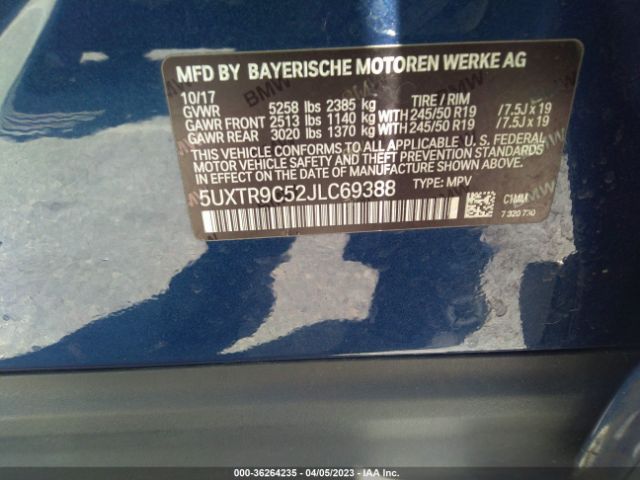 MFD BY BAYERISCHE MOTOREN WERKE AG
10/17
GVWR 5258 lbs 2385 kg TIRE / RIM
GAWR FRONT 2513 lbs 1140 kg WITH 245/50 R19 /7.5J x 19
GAWR REAR 3020 lbs 1370 kg WITH 245/50 R19 /7.5J x 19
THIS VEHICLE CONFORMS TO ALL APPLICABLE U. S. FEDERAL
MOTOR VEHICLE SAFETY AND THEFT PREVENTION STANDARDS
IN EFFECT ON THE DATE OF MANUFACTURE SHOWN ABOVE.
5UXTR9C52JLC69388 TYPE: MPV
C1MM
000-36264235 - 04/05/2023 - IAA Inc.